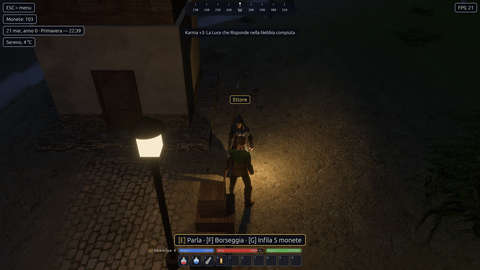 ESC = menu
FPS: 21
Monete: 103
21 mar, anno 0 · Primavera — 22:39
Sereno, 4 °C
Karma +3: La Luce che Risponde nella Nebbia compiuta
Ettore
[E] Parla · [F] Borseggia · [G] Infila 5 monete